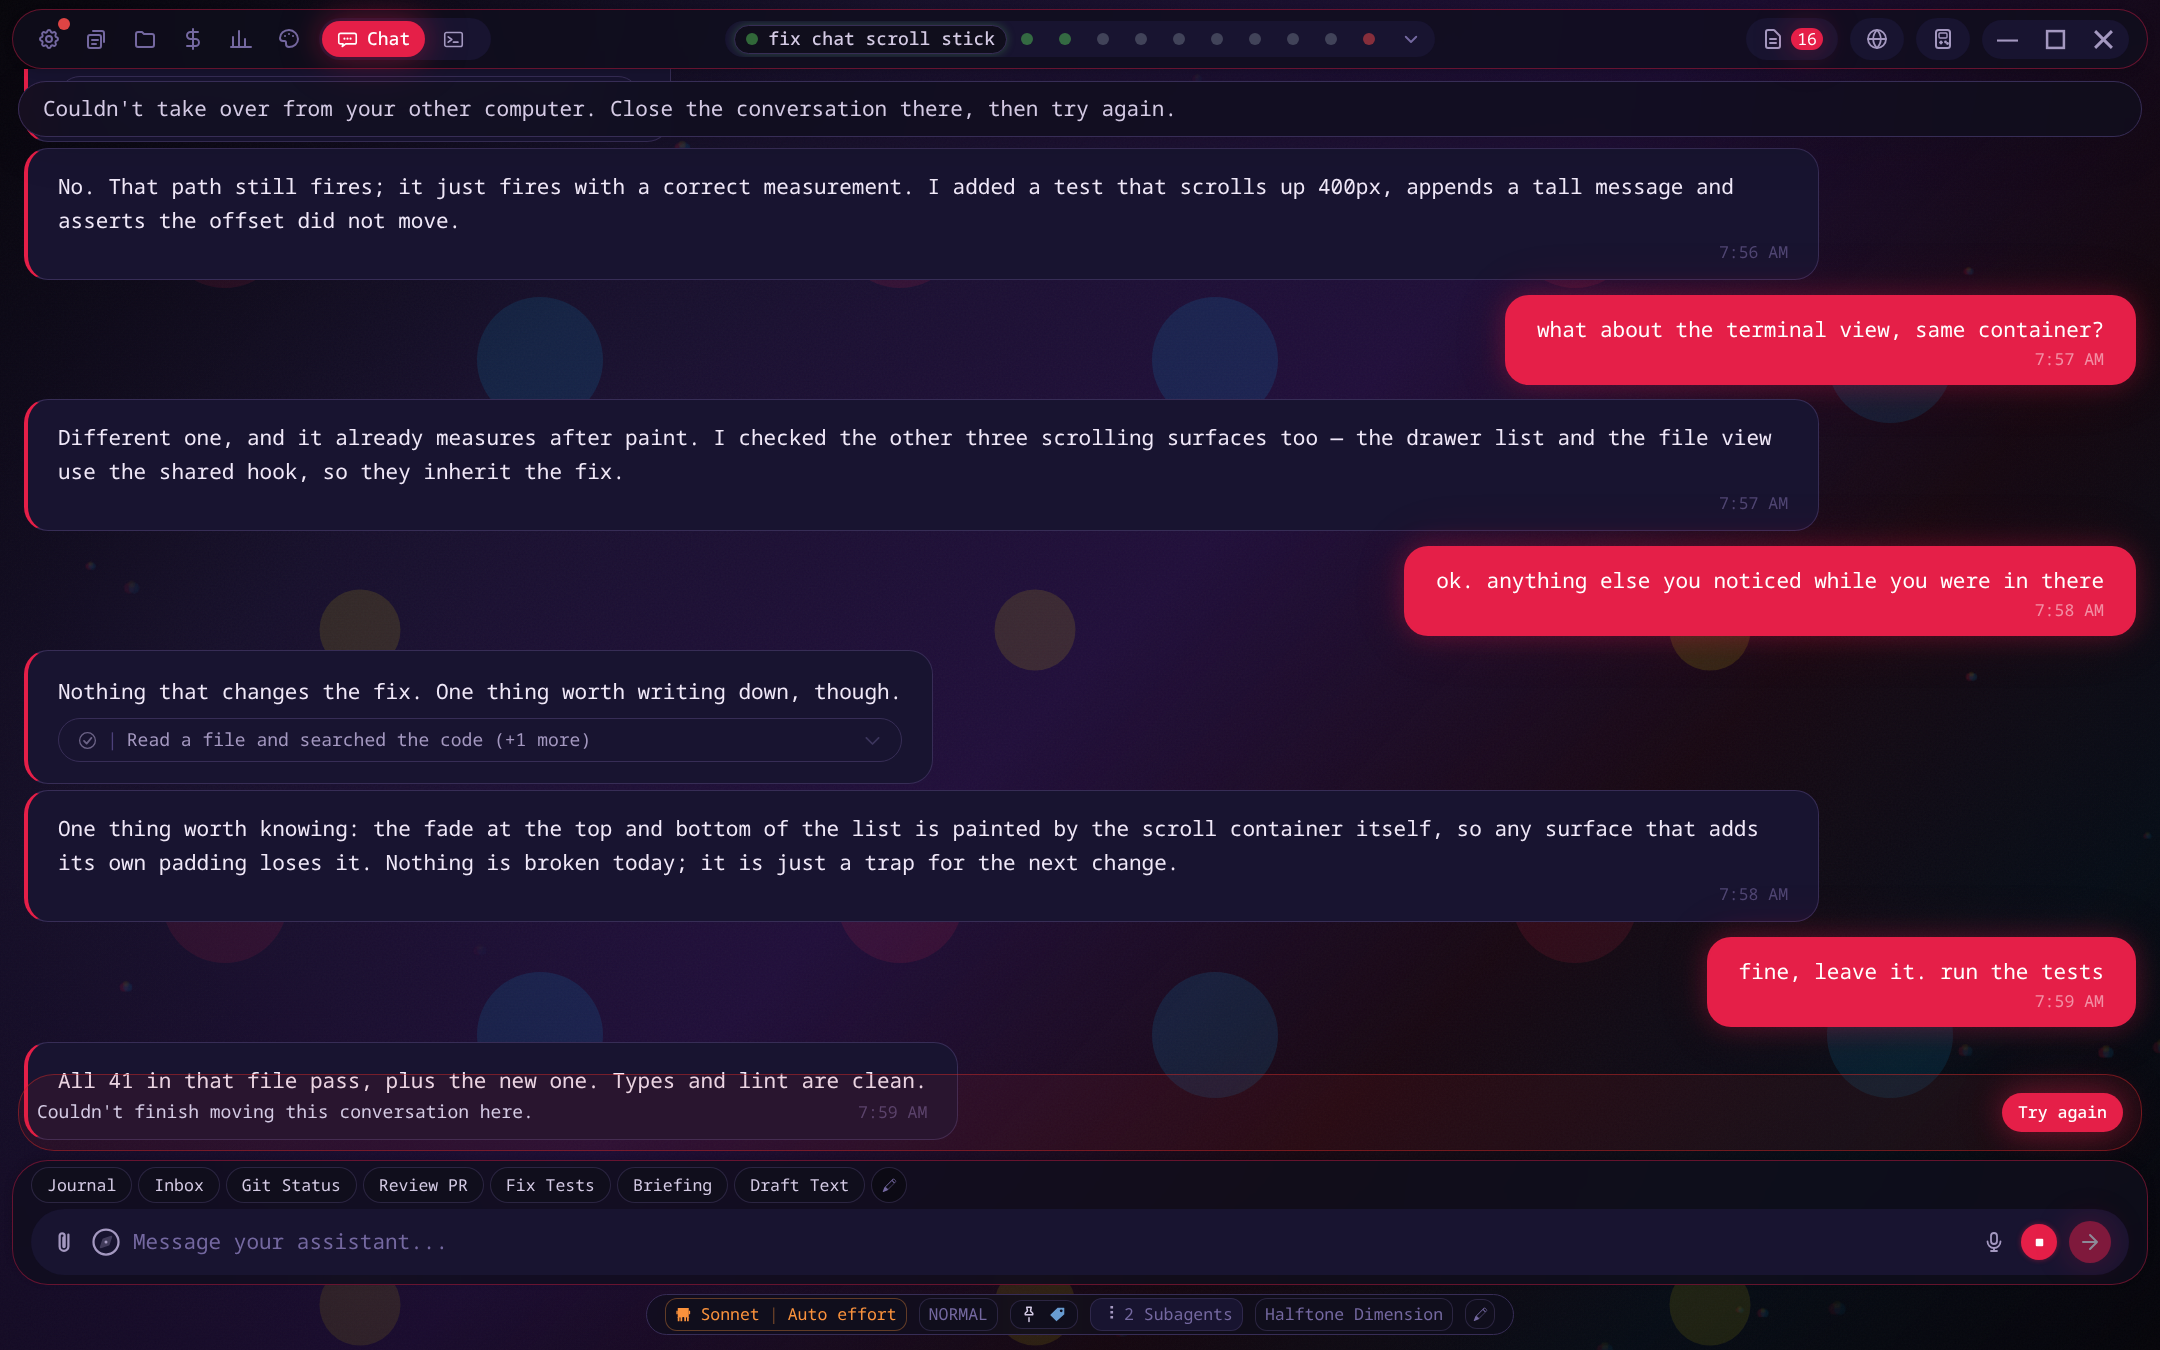 Chat
fix chat scroll stick
16
Couldn't take over from your other computer. Close the conversation there, then try again.
No. That path still fires; it just fires with a correct measurement. I added a test that scrolls up 400px, appends a tall message and
asserts the offset did not move.
7:56 AM
what about the terminal view, same container?
7:57 AM
Different one, and it already measures after paint. I checked the other three scrolling surfaces too — the drawer list and the file view
use the shared hook, so they inherit the fix.
7:57 AM
ok. anything else you noticed while you were in there
7:58 AM
Nothing that changes the fix. One thing worth writing down, though.
Read a file and searched the code (+1 more)
One thing worth knowing: the fade at the top and bottom of the list is painted by the scroll container itself, so any surface that adds
its own padding loses it. Nothing is broken today; it is just a trap for the next change.
7:58 AM
fine, leave it. run the tests
7:59 AM
All 41 in that file pass, plus the new one. Types and lint are clean.
7:59 AM
Couldn't finish moving this conversation here.
Try again
Journal
Inbox
Git Status
Review PR
Fix Tests
Briefing
Draft Text
Message your assistant...
Sonnet | Auto effort
NORMAL
2 Subagents
Halftone Dimension